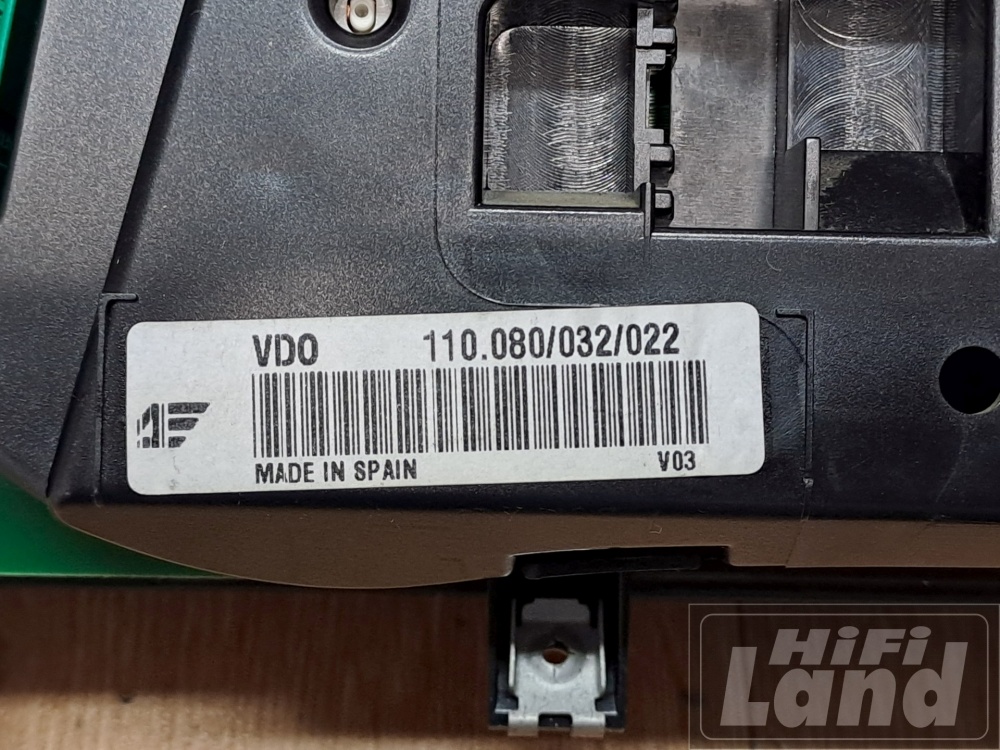 VDO 110.080/032/022
MADE IN SPAIN V03
HiFi
Land